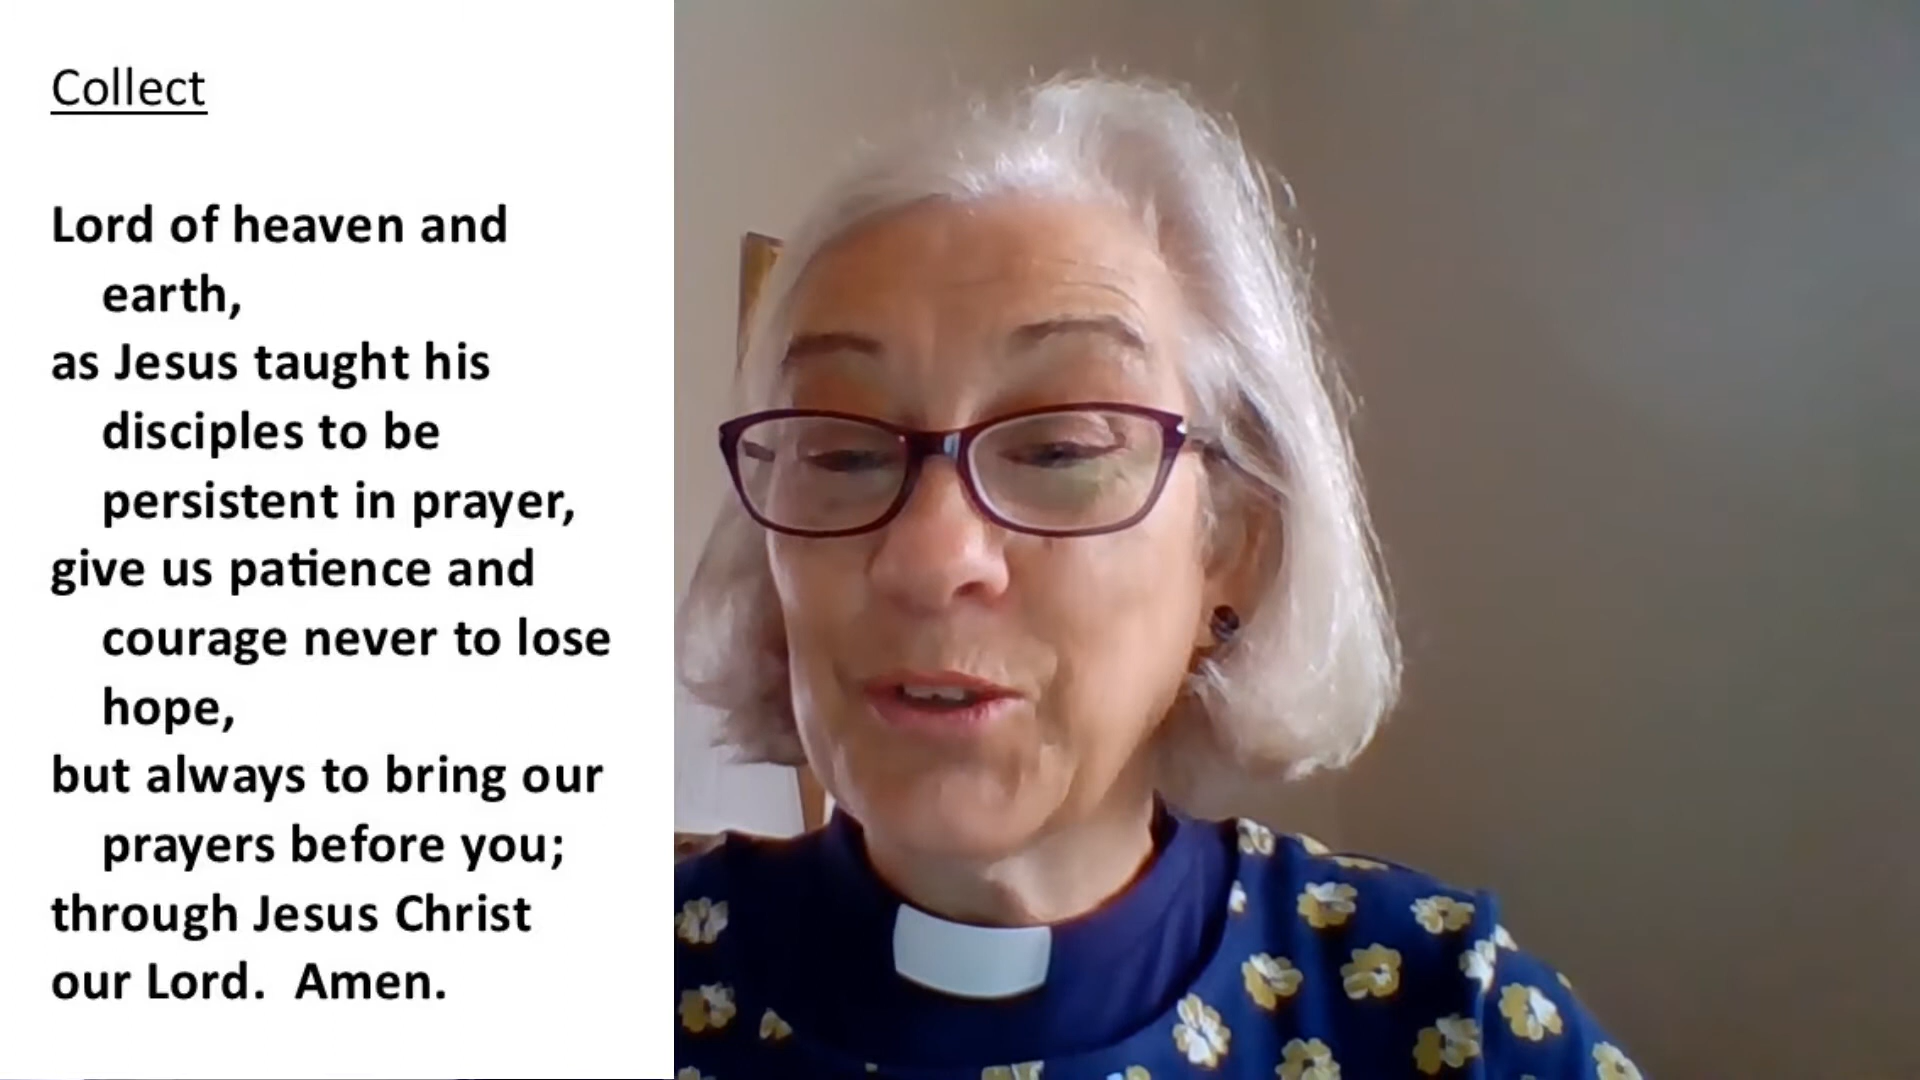 Collect
Lord of heaven and
earth,
as Jesus taught his
disciples to be
persistent in prayer,
give us patience and
courage never to lose
hope,
but always to bring our
prayers before you;
through Jesus Christ
our Lord.  Amen.